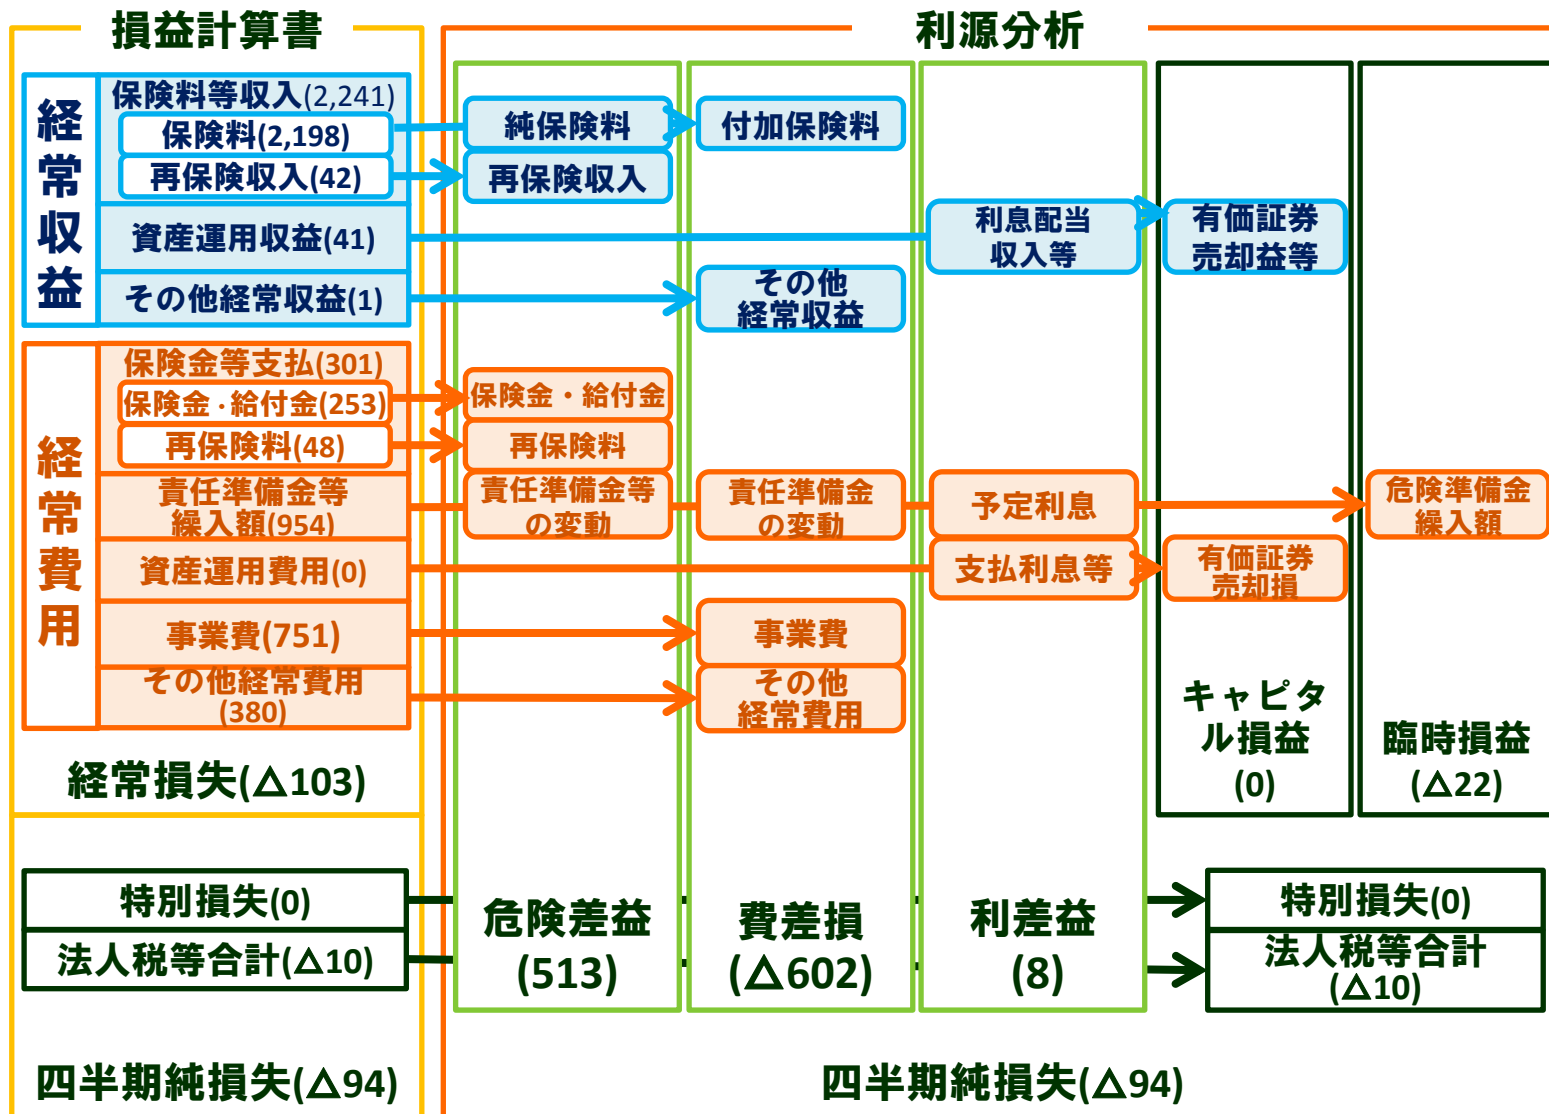 損益計算書
経常収益
保険料等収入(2,241)
保険料(2,198)
再保険収入(42)
資産運用収益(41)
その他経常収益(1)
経常費用
保険金等支払(301)
保険金・給付金(253)
再保険料(48)
責任準備金等
繰入額(954)
資産運用費用(0)
事業費(751)
その他経常費用
(380)
経常損失(△103)
特別損失(0)
法人税等合計(△10)
四半期純損失(△94)
利源分析
純保険料
再保険収入
保険金・給付金
再保険料
責任準備金等
の変動
危険差益
(513)
付加保険料
その他
経常収益
責任準備金
の変動
事業費
その他
経常費用
費差損
(△602)
利息配当
収入等
予定利息
支払利息等
利差益
(8)
有価証券
売却益等
有価証券
売却損
キャピタ
ル損益
(0)
危険準備金
繰入額
臨時損益
(△22)
特別損失(0)
法人税等合計
(△10)
四半期純損失(△94)